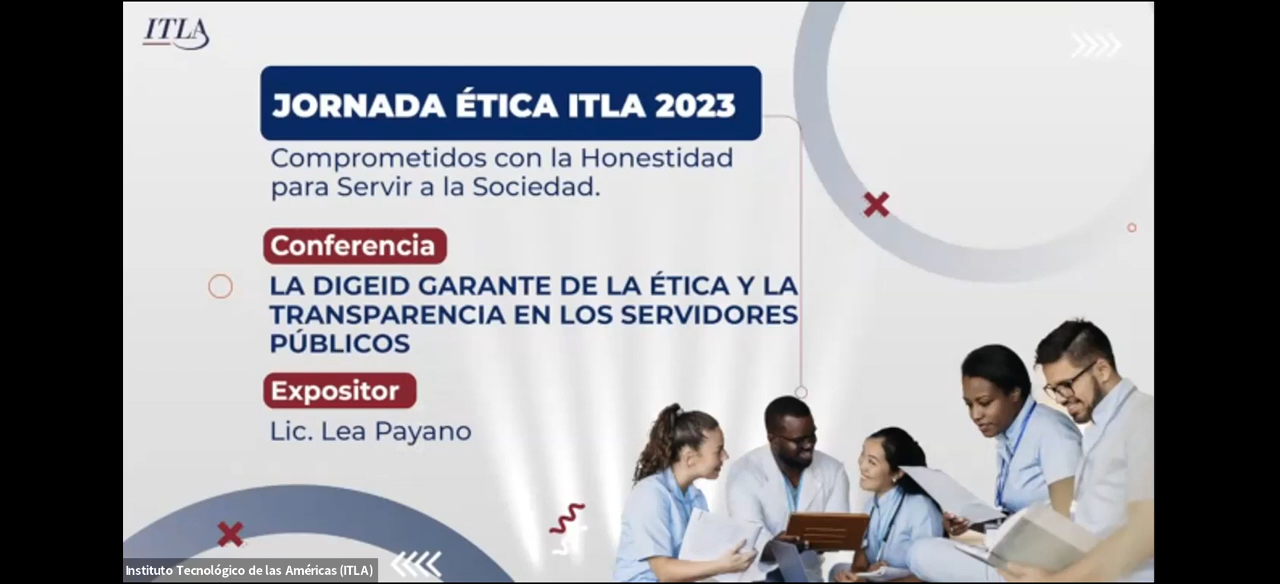 ITLA
JORNADA ÉTICA ITLA 2023
Comprometidos con la Honestidad
para Servir a la Sociedad.
Conferencia
LA DIGEID GARANTE DE LA ÉTICA Y LA
TRANSPARENCIA EN LOS SERVIDORES
PÚBLICOS
Expositor
Lic. Lea Payano
Instituto Tecnológico de las Américas (ITLA)